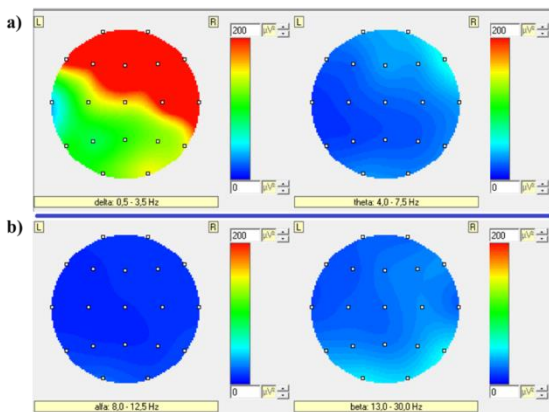 a)
L R
200 µV²
0 µV²
delta: 0,5 - 3,5 Hz
L R
200 µV²
0 µV²
theta: 4,0 - 7,5 Hz
b)
L R
200 µV²
0 µV²
alfa: 8,0 - 12,5 Hz
L R
200 µV²
0 µV²
beta: 13,0 - 30,0 Hz